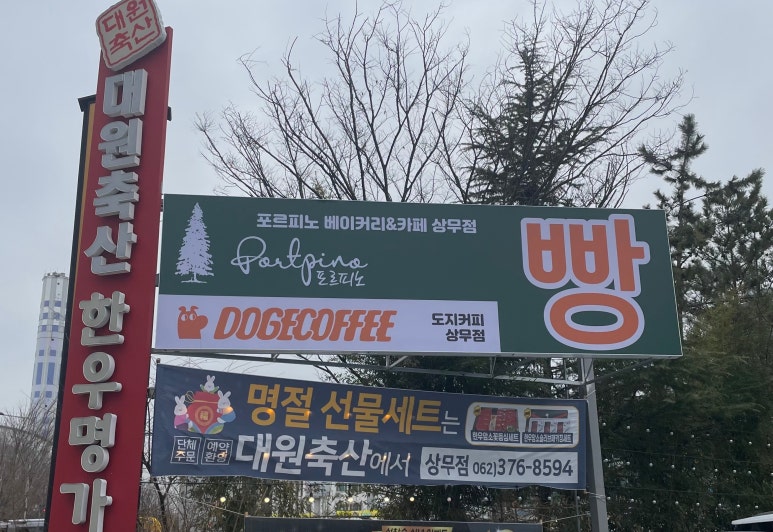 대원
축산
대원축산 한우명가
포르피노 베이커리&카페 상무점
Portpino
포르피노
빵
DOGECOFFEE
도지커피
상무점
명절 선물세트는
단체
주문
예약
환영
대원축산에서
상무점 062)376-8594